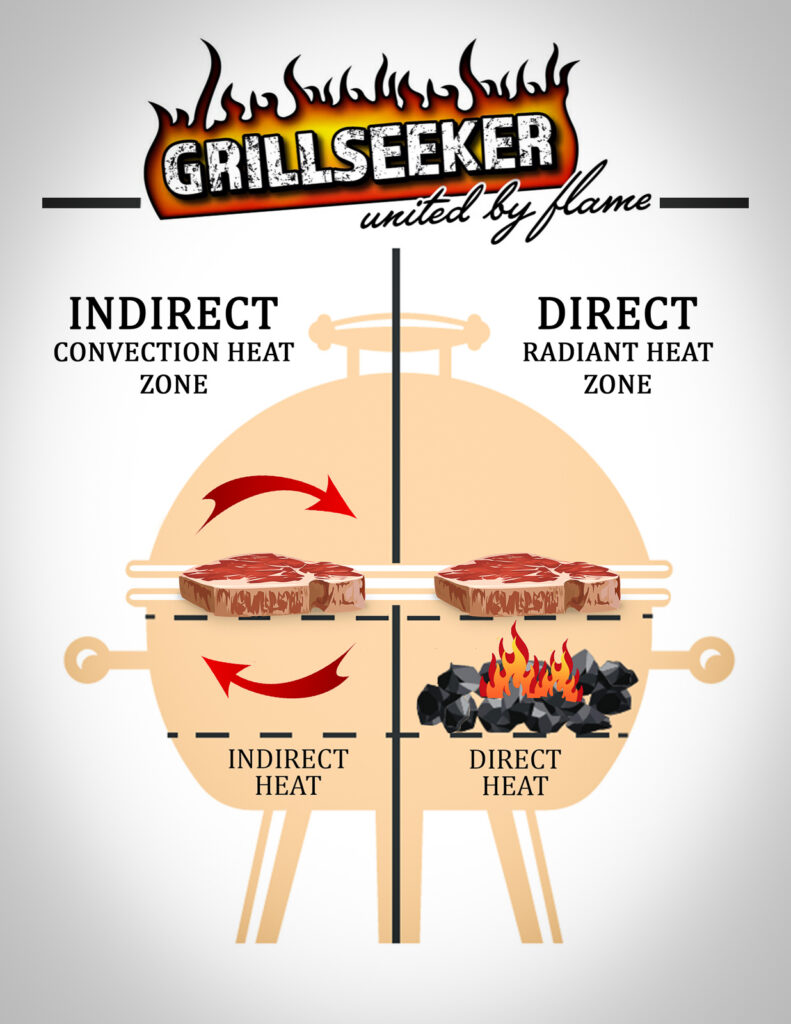 GRILLSEEKER
united by flame
INDIRECT
CONVECTION HEAT
ZONE
DIRECT
RADIANT HEAT
ZONE
INDIRECT
HEAT
DIRECT
HEAT